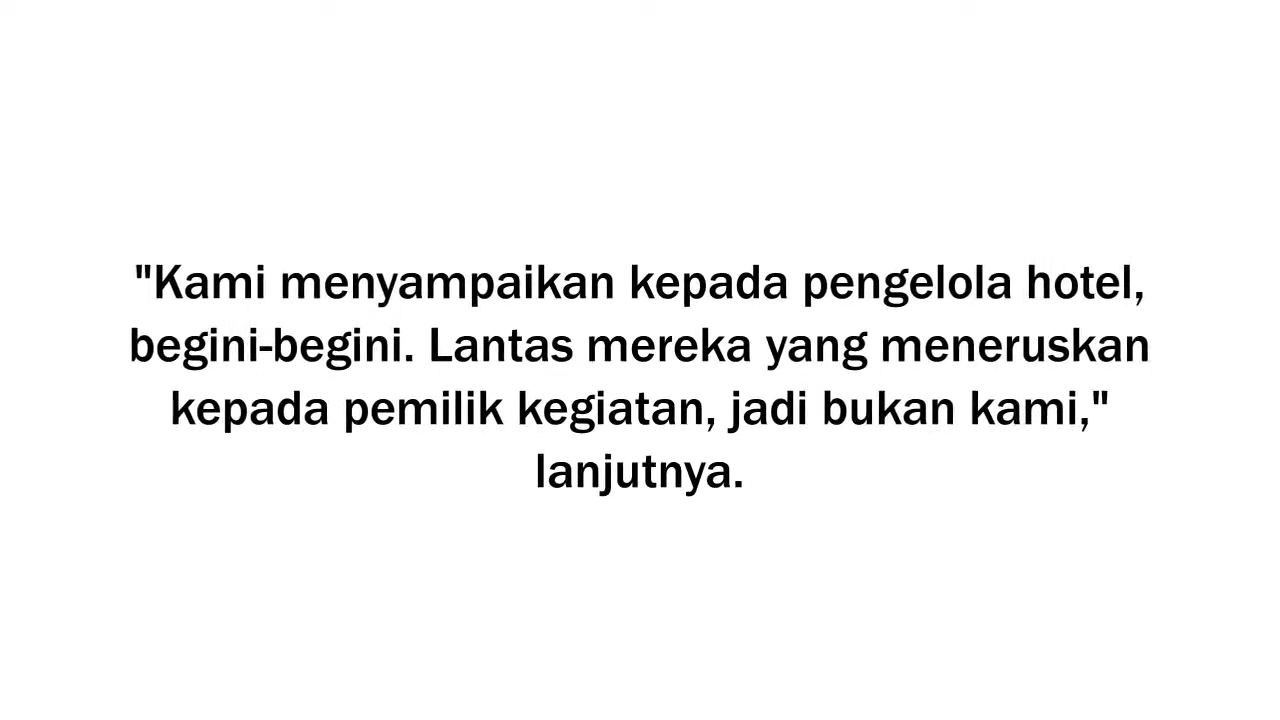 "Kami menyampaikan kepada pengelola hotel,
begini-begini. Lantas mereka yang meneruskan
kepada pemilik kegiatan, jadi bukan kami,"
lanjutnya.